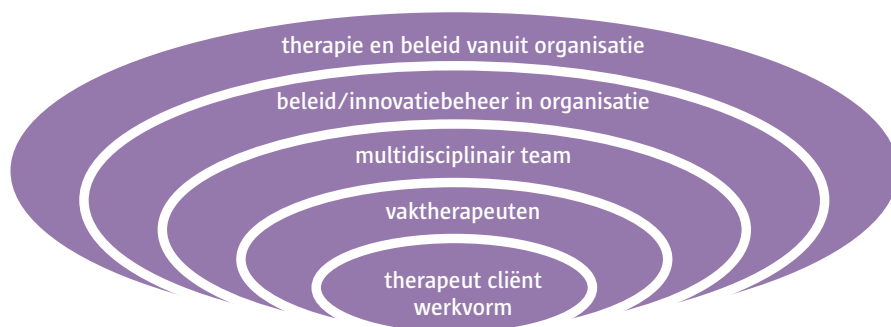 therapie en beleid vanuit organisatie
beleid/innovatiebeheer in organisatie
multidisciplinair team
vaktherapeuten
therapeut cliënt
werkvorm